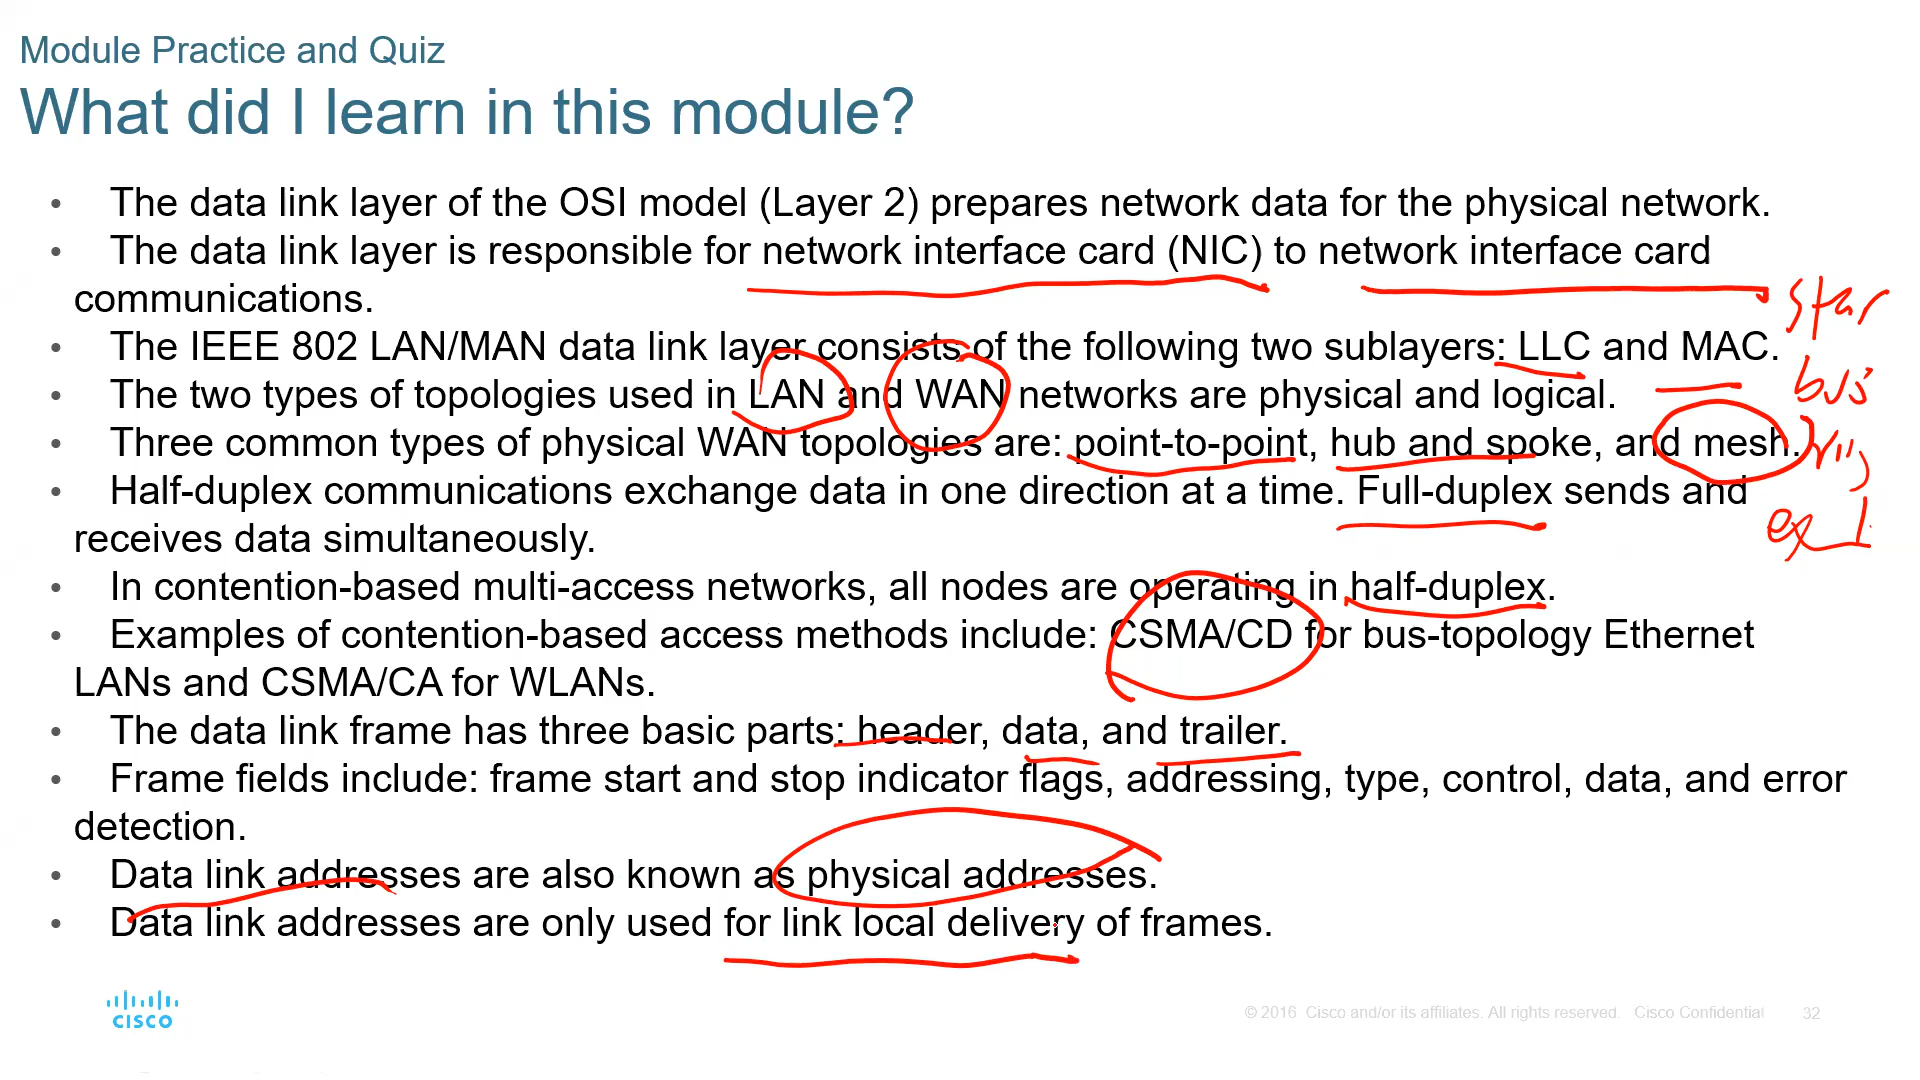 Module Practice and Quiz
What did I learn in this module?
• The data link layer of the OSI model (Layer 2) prepares network data for the physical network.
• The data link layer is responsible for network interface card (NIC) to network interface card
communications.
• The IEEE 802 LAN/MAN data link layer consists of the following two sublayers: LLC and MAC.
• The two types of topologies used in LAN and WAN networks are physical and logical.
• Three common types of physical WAN topologies are: point-to-point, hub and spoke, and mesh.
• Half-duplex communications exchange data in one direction at a time. Full-duplex sends and
receives data simultaneously.
• In contention-based multi-access networks, all nodes are operating in half-duplex.
• Examples of contention-based access methods include: CSMA/CD for bus-topology Ethernet
LANs and CSMA/CA for WLANs.
• The data link frame has three basic parts: header, data, and trailer.
• Frame fields include: frame start and stop indicator flags, addressing, type, control, data, and error
detection.
• Data link addresses are also known as physical addresses.
• Data link addresses are only used for link local delivery of frames.
star
bus
CISCO
© 2016 Cisco and/or its affiliates. All rights reserved. Cisco Confidential 32